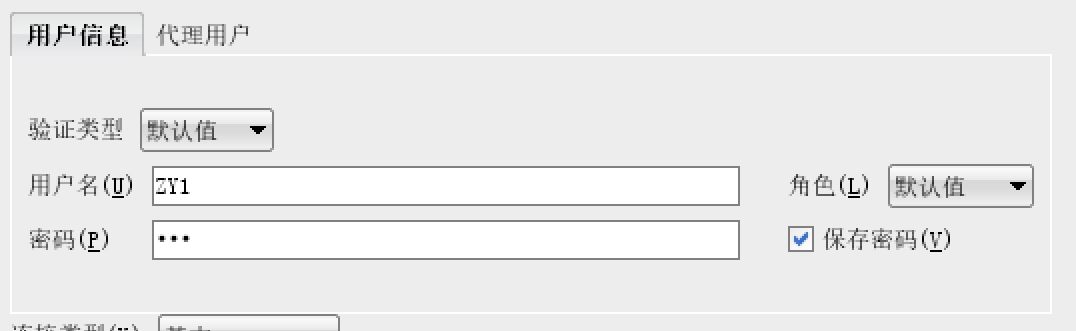 用户信息 代理用户
验证类型 默认值
用户名(U) ZY1 角色(L) 默认值
密码(P) ••• 保存密码(V)